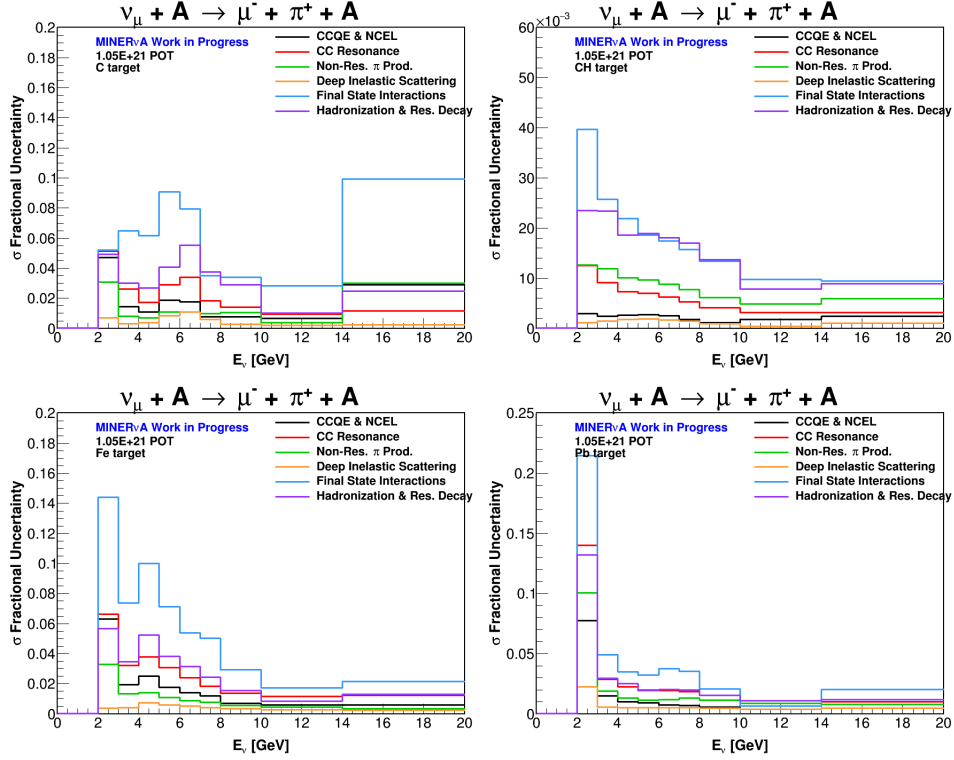 ν_μ + A → μ⁻ + π⁺ + A
0.2
0.18
0.16
0.14
0.12
0.1
0.08
0.06
0.04
0.02
0
σ Fractional Uncertainty
MINERνA Work in Progress
1.05E+21 POT
C target
CCQE & NCEL
CC Resonance
Non-Res. π Prod.
Deep Inelastic Scattering
Final State Interactions
Hadronization & Res. Decay
0 2 4 6 8 10 12 14 16 18 20
E_ν [GeV]
ν_μ + A → μ⁻ + π⁺ + A
×10⁻³
60
50
40
30
20
10
0
σ Fractional Uncertainty
MINERνA Work in Progress
1.05E+21 POT
CH target
CCQE & NCEL
CC Resonance
Non-Res. π Prod.
Deep Inelastic Scattering
Final State Interactions
Hadronization & Res. Decay
0 2 4 6 8 10 12 14 16 18 20
E_ν [GeV]
ν_μ + A → μ⁻ + π⁺ + A
0.2
0.18
0.16
0.14
0.12
0.1
0.08
0.06
0.04
0.02
0
σ Fractional Uncertainty
MINERνA Work in Progress
1.05E+21 POT
Fe target
CCQE & NCEL
CC Resonance
Non-Res. π Prod.
Deep Inelastic Scattering
Final State Interactions
Hadronization & Res. Decay
0 2 4 6 8 10 12 14 16 18 20
E_ν [GeV]
ν_μ + A → μ⁻ + π⁺ + A
0.25
0.2
0.15
0.1
0.05
0
σ Fractional Uncertainty
MINERνA Work in Progress
1.05E+21 POT
Pb target
CCQE & NCEL
CC Resonance
Non-Res. π Prod.
Deep Inelastic Scattering
Final State Interactions
Hadronization & Res. Decay
0 2 4 6 8 10 12 14 16 18 20
E_ν [GeV]